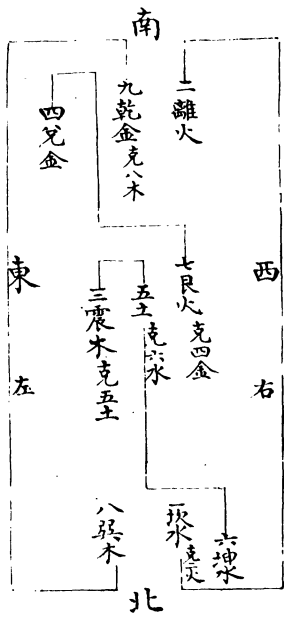 南
二離火
九乾金克八木
四兌金
西
七艮火克四金
五土克六水
三震木克五土
東
右
左
六坤水
一坎水克二火
八巽木
北